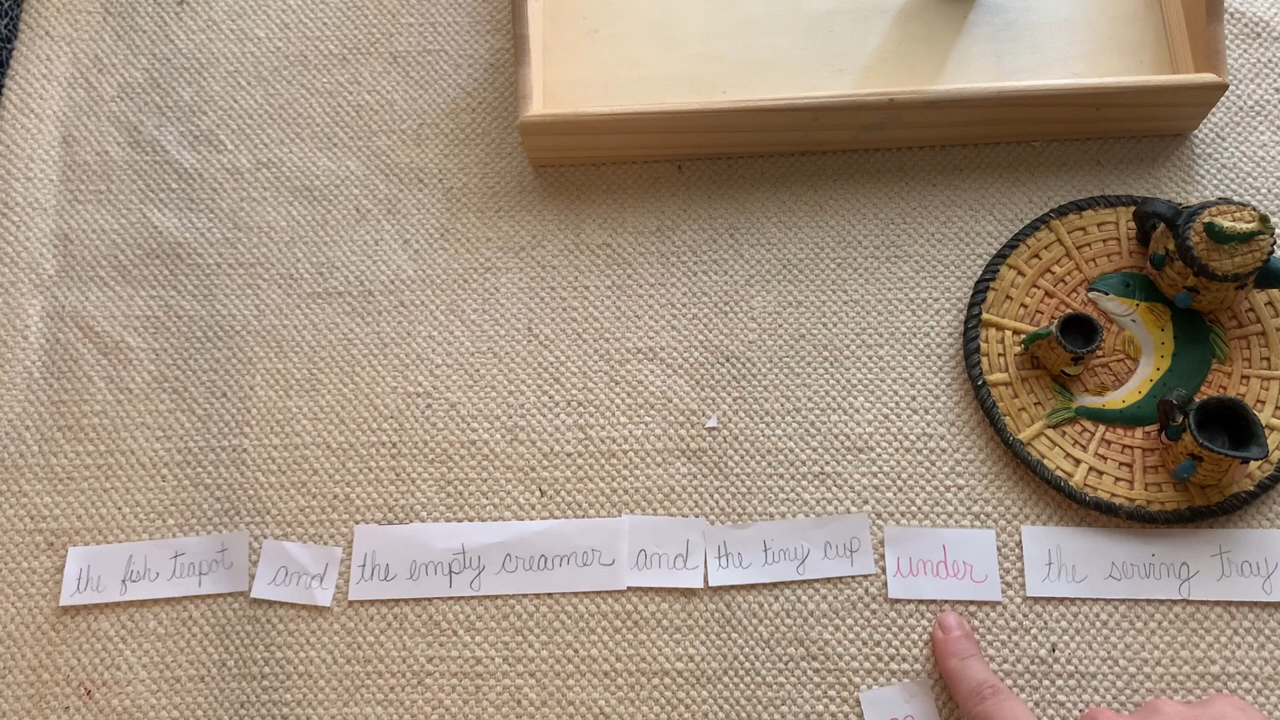 the fish teapot and the empty creamer and the tiny cup under the serving tray